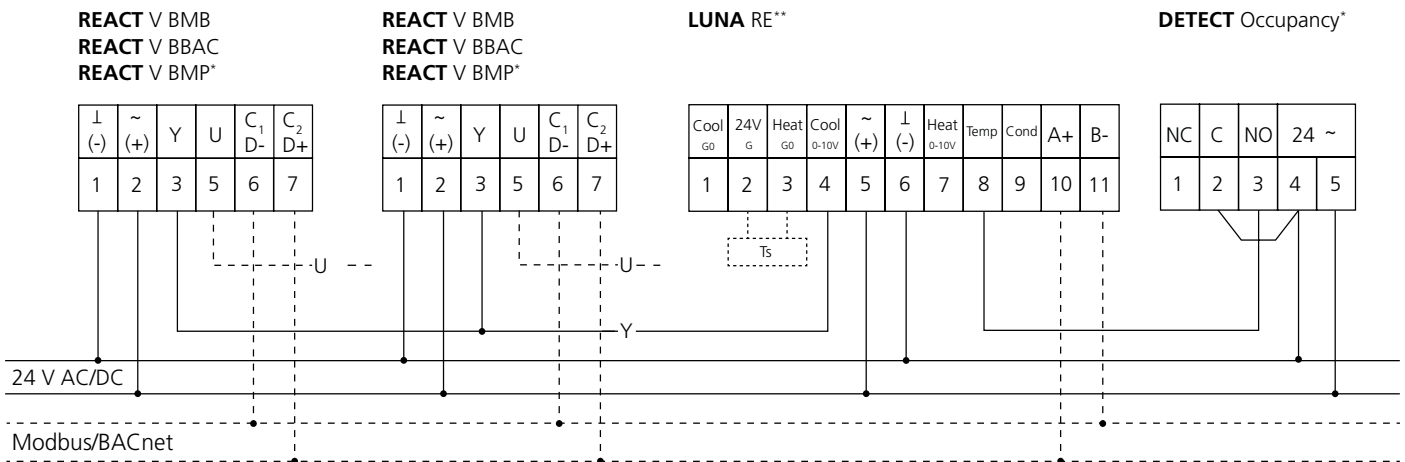 REACT V BMB
REACT V BBAC
REACT V BMP*
REACT V BMB
REACT V BBAC
REACT V BMP*
LUNA RE**
DETECT Occupancy*
⊥ (-) ~ (+) Y U C₁ D- C₂ D+
1 2 3 5 6 7
⊥ (-) ~ (+) Y U C₁ D- C₂ D+
1 2 3 5 6 7
Cool G0 24V G Heat G0 Cool 0-10V ~ (+) ⊥ (-) Heat 0-10V Temp Cond A+ B-
1 2 3 4 5 6 7 8 9 10 11
NC C NO 24 ~
1 2 3 4 5
Ts
U
U
Y
24 V AC/DC
Modbus/BACnet